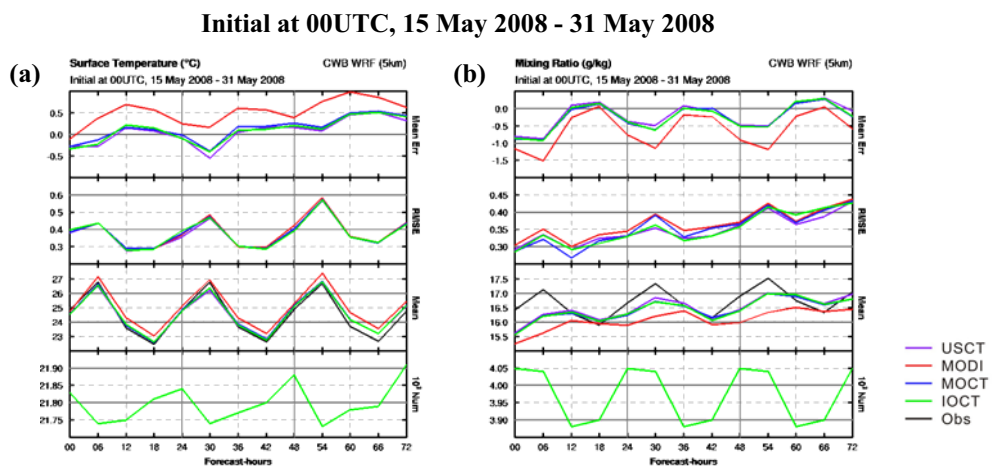 Initial at 00UTC, 15 May 2008 - 31 May 2008
(a)
Surface Temperature (°C) CWB WRF (5km)
Initial at 00UTC, 15 May 2008 - 31 May 2008
0.5
0.0
-0.5
Mean Err
0.6
0.5
0.4
0.3
RMSE
27
26
25
24
23
Mean
21.90
21.85
21.80
21.75
10³ Num
00 06 12 18 24 30 36 42 48 54 60 66 72
Forecast-hours
(b)
Mixing Ratio (g/kg) CWB WRF (5km)
Initial at 00UTC, 15 May 2008 - 31 May 2008
0.0
-0.5
-1.0
-1.5
Mean Err
0.45
0.40
0.35
0.30
RMSE
17.5
16.0
16.5
15.5
Mean
4.05
4.00
3.95
3.90
10³ Num
00 06 12 18 24 30 36 42 48 54 60 66 72
Forecast-hours
USCT
MODI
MOCT
IOCT
Obs